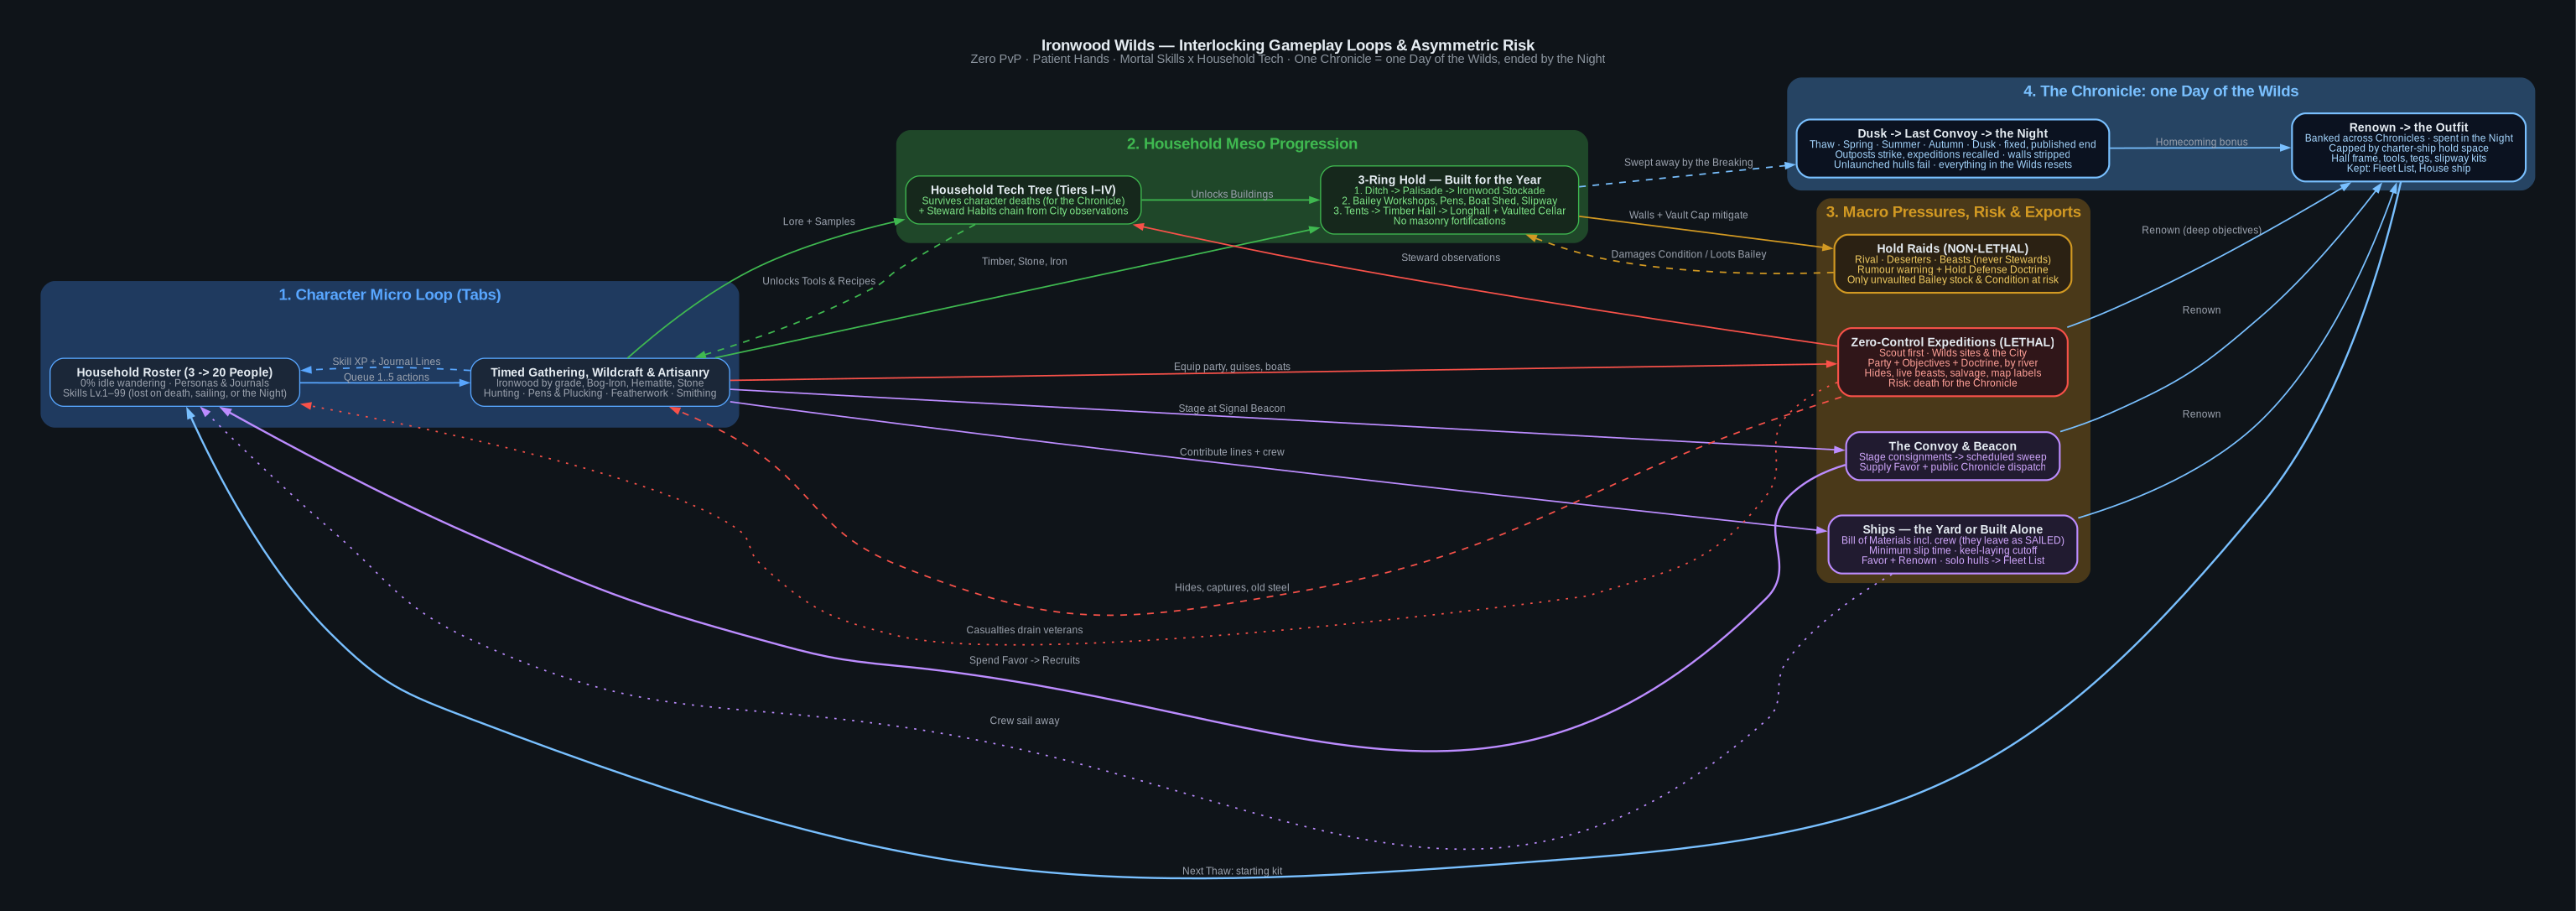 Ironwood Wilds — Interlocking Gameplay Loops & Asymmetric Risk
Zero PvP · Patient Hands · Mortal Skills x Household Tech · One Chronicle = one Day of the Wilds, ended by the Night
4. The Chronicle: one Day of the Wilds
Dusk -> Last Convoy -> the Night
Thaw · Spring · Summer · Autumn · Dusk · fixed, published end
Outposts strike, expeditions recalled · walls stripped
Unlaunched hulls fail · everything in the Wilds resets
Homecoming bonus
Renown -> the Outfit
Banked across Chronicles · spent in the Night
Capped by charter-ship hold space
Hall frame, tools, tegs, slipway kits
Kept: Fleet List, House ship
2. Household Meso Progression
Household Tech Tree (Tiers I–IV)
Survives character deaths (for the Chronicle)
+ Steward Habits chain from City observations
Unlocks Buildings
3-Ring Hold — Built for the Year
1. Ditch -> Palisade -> Ironwood Stockade
2. Bailey Workshops, Pens, Boat Shed, Slipway
3. Tents -> Timber Hall -> Longhall + Vaulted Cellar
No masonry fortifications
Swept away by the Breaking
Walls + Vault Cap mitigate
Damages Condition / Loots Bailey
Steward observations
Lore + Samples
Unlocks Tools & Recipes
Timber, Stone, Iron
3. Macro Pressures, Risk & Exports
Hold Raids (NON-LETHAL)
Rival · Deserters · Beasts (never Stewards)
Rumour warning + Hold Defense Doctrine
Only unvaulted Bailey stock & Condition at risk
Zero-Control Expeditions (LETHAL)
Scout first · Wilds sites & the City
Party + Objectives + Doctrine, by river
Hides, live beasts, salvage, map labels
Risk: death for the Chronicle
The Convoy & Beacon
Stage consignments -> scheduled sweep
Supply Favor + public Chronicle dispatch
Ships — the Yard or Built Alone
Bill of Materials incl. crew (they leave as SAILED)
Minimum slip time · keel-laying cutoff
Favor + Renown · solo hulls -> Fleet List
Renown (deep objectives)
Renown
Renown
1. Character Micro Loop (Tabs)
Household Roster (3 -> 20 People)
0% idle wandering · Personas & Journals
Skills Lv.1–99 (lost on death, sailing, or the Night)
Skill XP + Journal Lines
Queue 1..5 actions
Timed Gathering, Wildcraft & Artisanry
Ironwood by grade, Bog-Iron, Hematite, Stone
Hunting · Pens & Plucking · Featherwork · Smithing
Equip party, guises, boats
Stage at Signal Beacon
Contribute lines + crew
Hides, captures, old steel
Casualties drain veterans
Spend Favor -> Recruits
Crew sail away
Next Thaw: starting kit